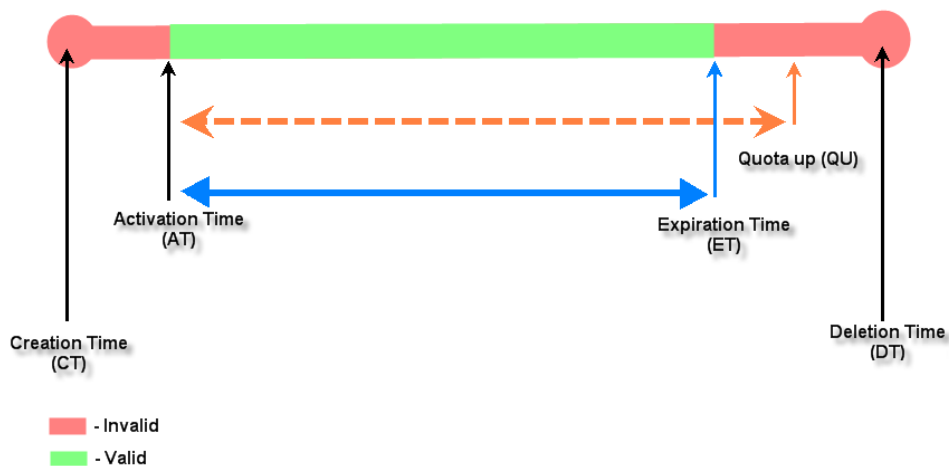 Quota up (QU)
Activation Time
(AT)
Expiration Time
(ET)
Creation Time
(CT)
Deletion Time
(DT)
- Invalid
- Valid